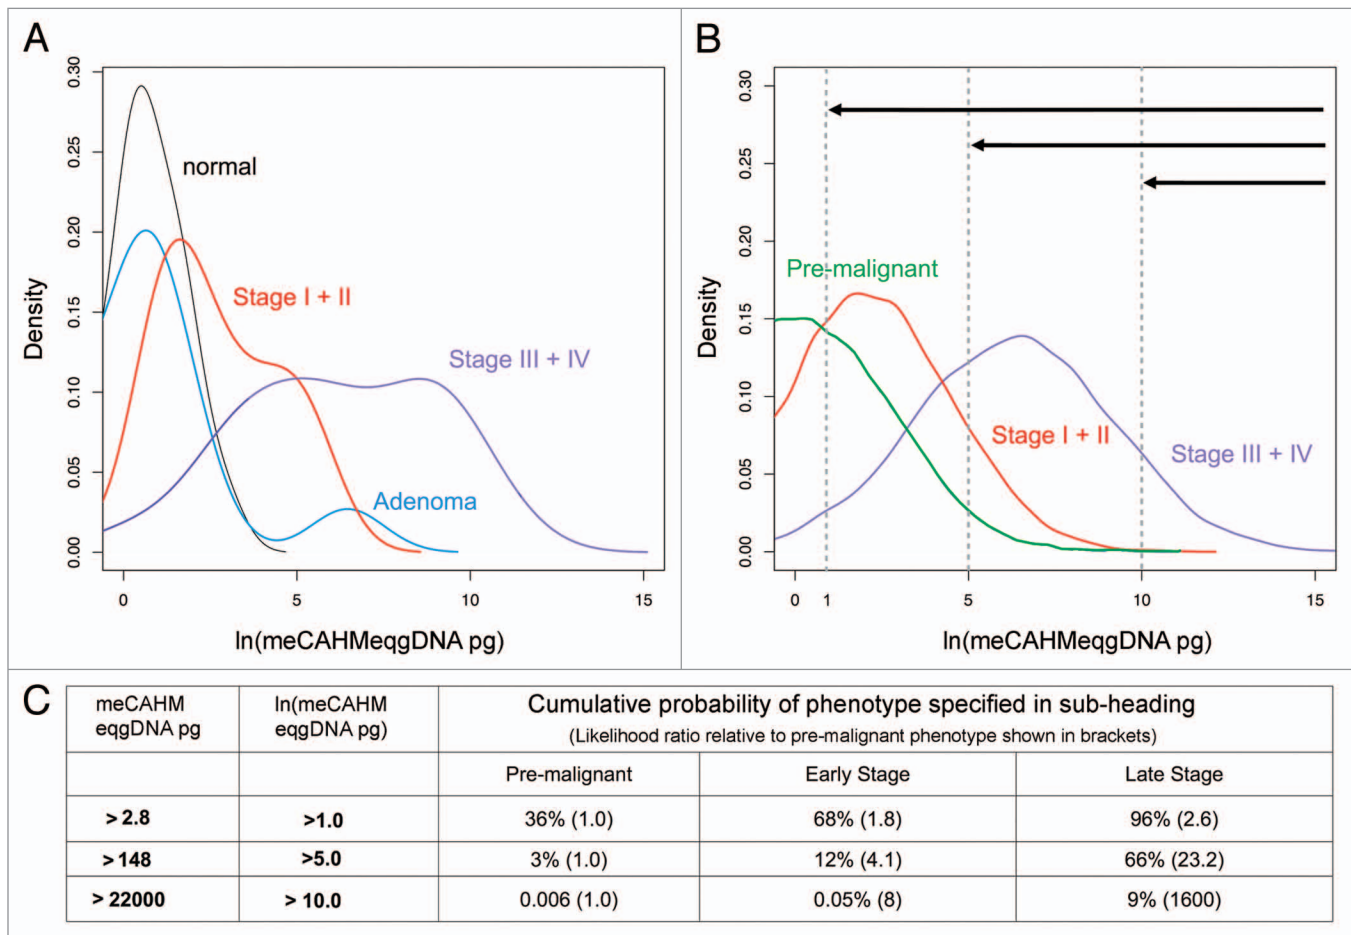 A
0.30
0.25
0.20
0.15
0.10
0.05
0.00
Density
normal
Stage I + II
Stage III + IV
Adenoma
0 5 10 15
ln(meCAHMeqgDNA pg)
B
0.30
0.25
0.20
0.15
0.10
0.05
0.00
Density
Pre-malignant
Stage I + II
Stage III + IV
0 1 5 10 15
ln(meCAHMeqgDNA pg)
C
meCAHM
eqgDNA pg
ln(meCAHM
eqgDNA pg)
Cumulative probability of phenotype specified in sub-heading
(Likelihood ratio relative to pre-malignant phenotype shown in brackets)
Pre-malignant Early Stage Late Stage
> 2.8 >1.0 36% (1.0) 68% (1.8) 96% (2.6)
> 148 >5.0 3% (1.0) 12% (4.1) 66% (23.2)
> 22000 > 10.0 0.006 (1.0) 0.05% (8) 9% (1600)